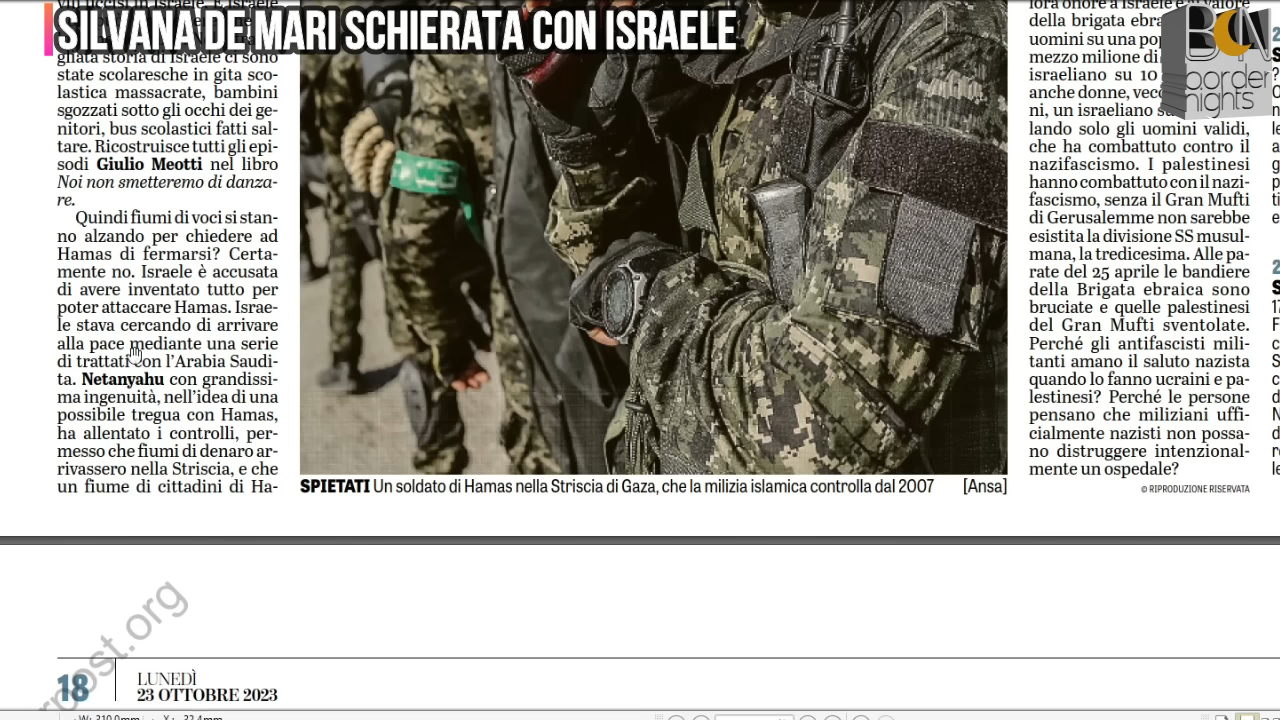 SILVANA DE MARI SCHIERATA CON ISRAELE
gliata storia di Israele ci sono
state scolaresche in gita sco-
lastica massacrate, bambini
sgozzati sotto gli occhi dei ge-
nitori, bus scolastici fatti sal-
tare. Ricostruisce tutti gli epi-
sodi Giulio Meotti nel libro
Noi non smetteremo di danza-
re.
Quindi fiumi di voci si stan-
no alzando per chiedere ad
Hamas di fermarsi? Certa-
mente no. Israele è accusata
di avere inventato tutto per
poter attaccare Hamas. Israe-
le stava cercando di arrivare
alla pace mediante una serie
di trattati con l'Arabia Saudi-
ta. Netanyahu con grandissi-
ma ingenuità, nell'idea di una
possibile tregua con Hamas,
ha allentato i controlli, per-
messo che fiumi di denaro ar-
rivassero nella Striscia, e che
un fiume di cittadini di Ha-
SPIETATI Un soldato di Hamas nella Striscia di Gaza, che la milizia islamica controlla dal 2007 [Ansa]
della brigata ebra
uomini su una pop
mezzo milione di
israeliano su 10
anche donne, vecc
ni, un israeliano su
lando solo gli uomini validi,
che ha combattuto contro il
nazifascismo. I palestinesi
hanno combattuto con il nazi-
fascismo, senza il Gran Mufti
di Gerusalemme non sarebbe
esistita la divisione SS musul-
mana, la tredicesima. Alle pa-
rate del 25 aprile le bandiere
della Brigata ebraica sono
bruciate e quelle palestinesi
del Gran Mufti sventolate.
Perché gli antifascisti mili-
tanti amano il saluto nazista
quando lo fanno ucraini e pa-
lestinesi? Perché le persone
pensano che miliziani uffi-
cialmente nazisti non possa-
no distruggere intenzional-
mente un ospedale?
© RIPRODUZIONE RISERVATA
BCN
border
nights
rpost.org
18
LUNEDÌ
23 OTTOBRE 2023